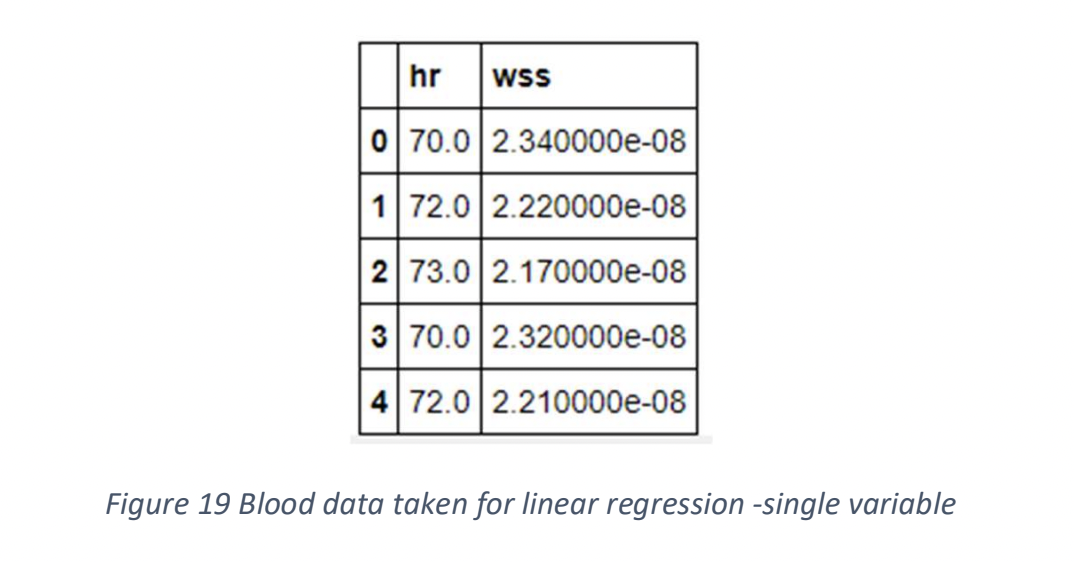 hr wss
0 70.0 2.340000e-08
1 72.0 2.220000e-08
2 73.0 2.170000e-08
3 70.0 2.320000e-08
4 72.0 2.210000e-08
Figure 19 Blood data taken for linear regression -single variable